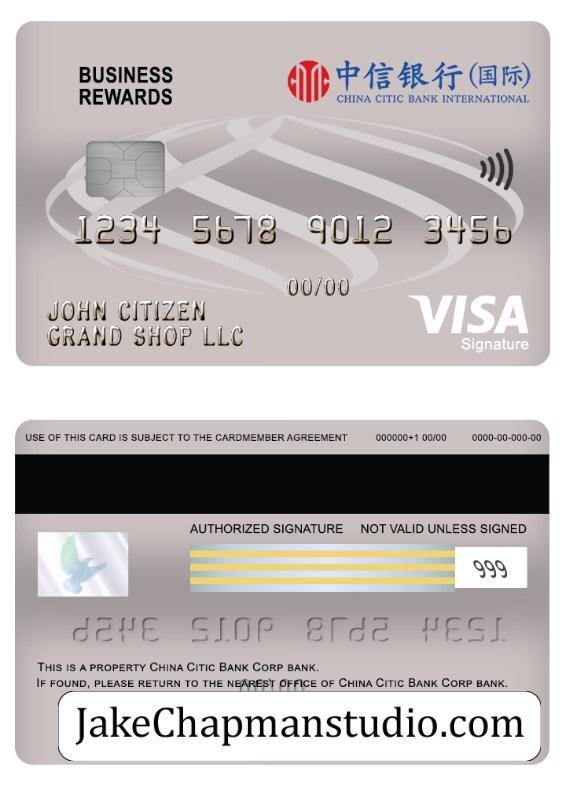 BUSINESS
REWARDS
中信银行(国际)
CHINA CITIC BANK INTERNATIONAL
1234 5678 9012 3456
00/00
JOHN CITIZEN
GRAND SHOP LLC
VISA
Signature
USE OF THIS CARD IS SUBJECT TO THE CARDMEMBER AGREEMENT 000000+1 00/00 0000-00-000-00
AUTHORIZED SIGNATURE NOT VALID UNLESS SIGNED
999
THIS IS A PROPERTY CHINA CITIC BANK CORP BANK.
IF FOUND, PLEASE RETURN TO THE NEAREST OFFICE OF CHINA CITIC BANK CORP BANK.
JakeChapmanstudio.com